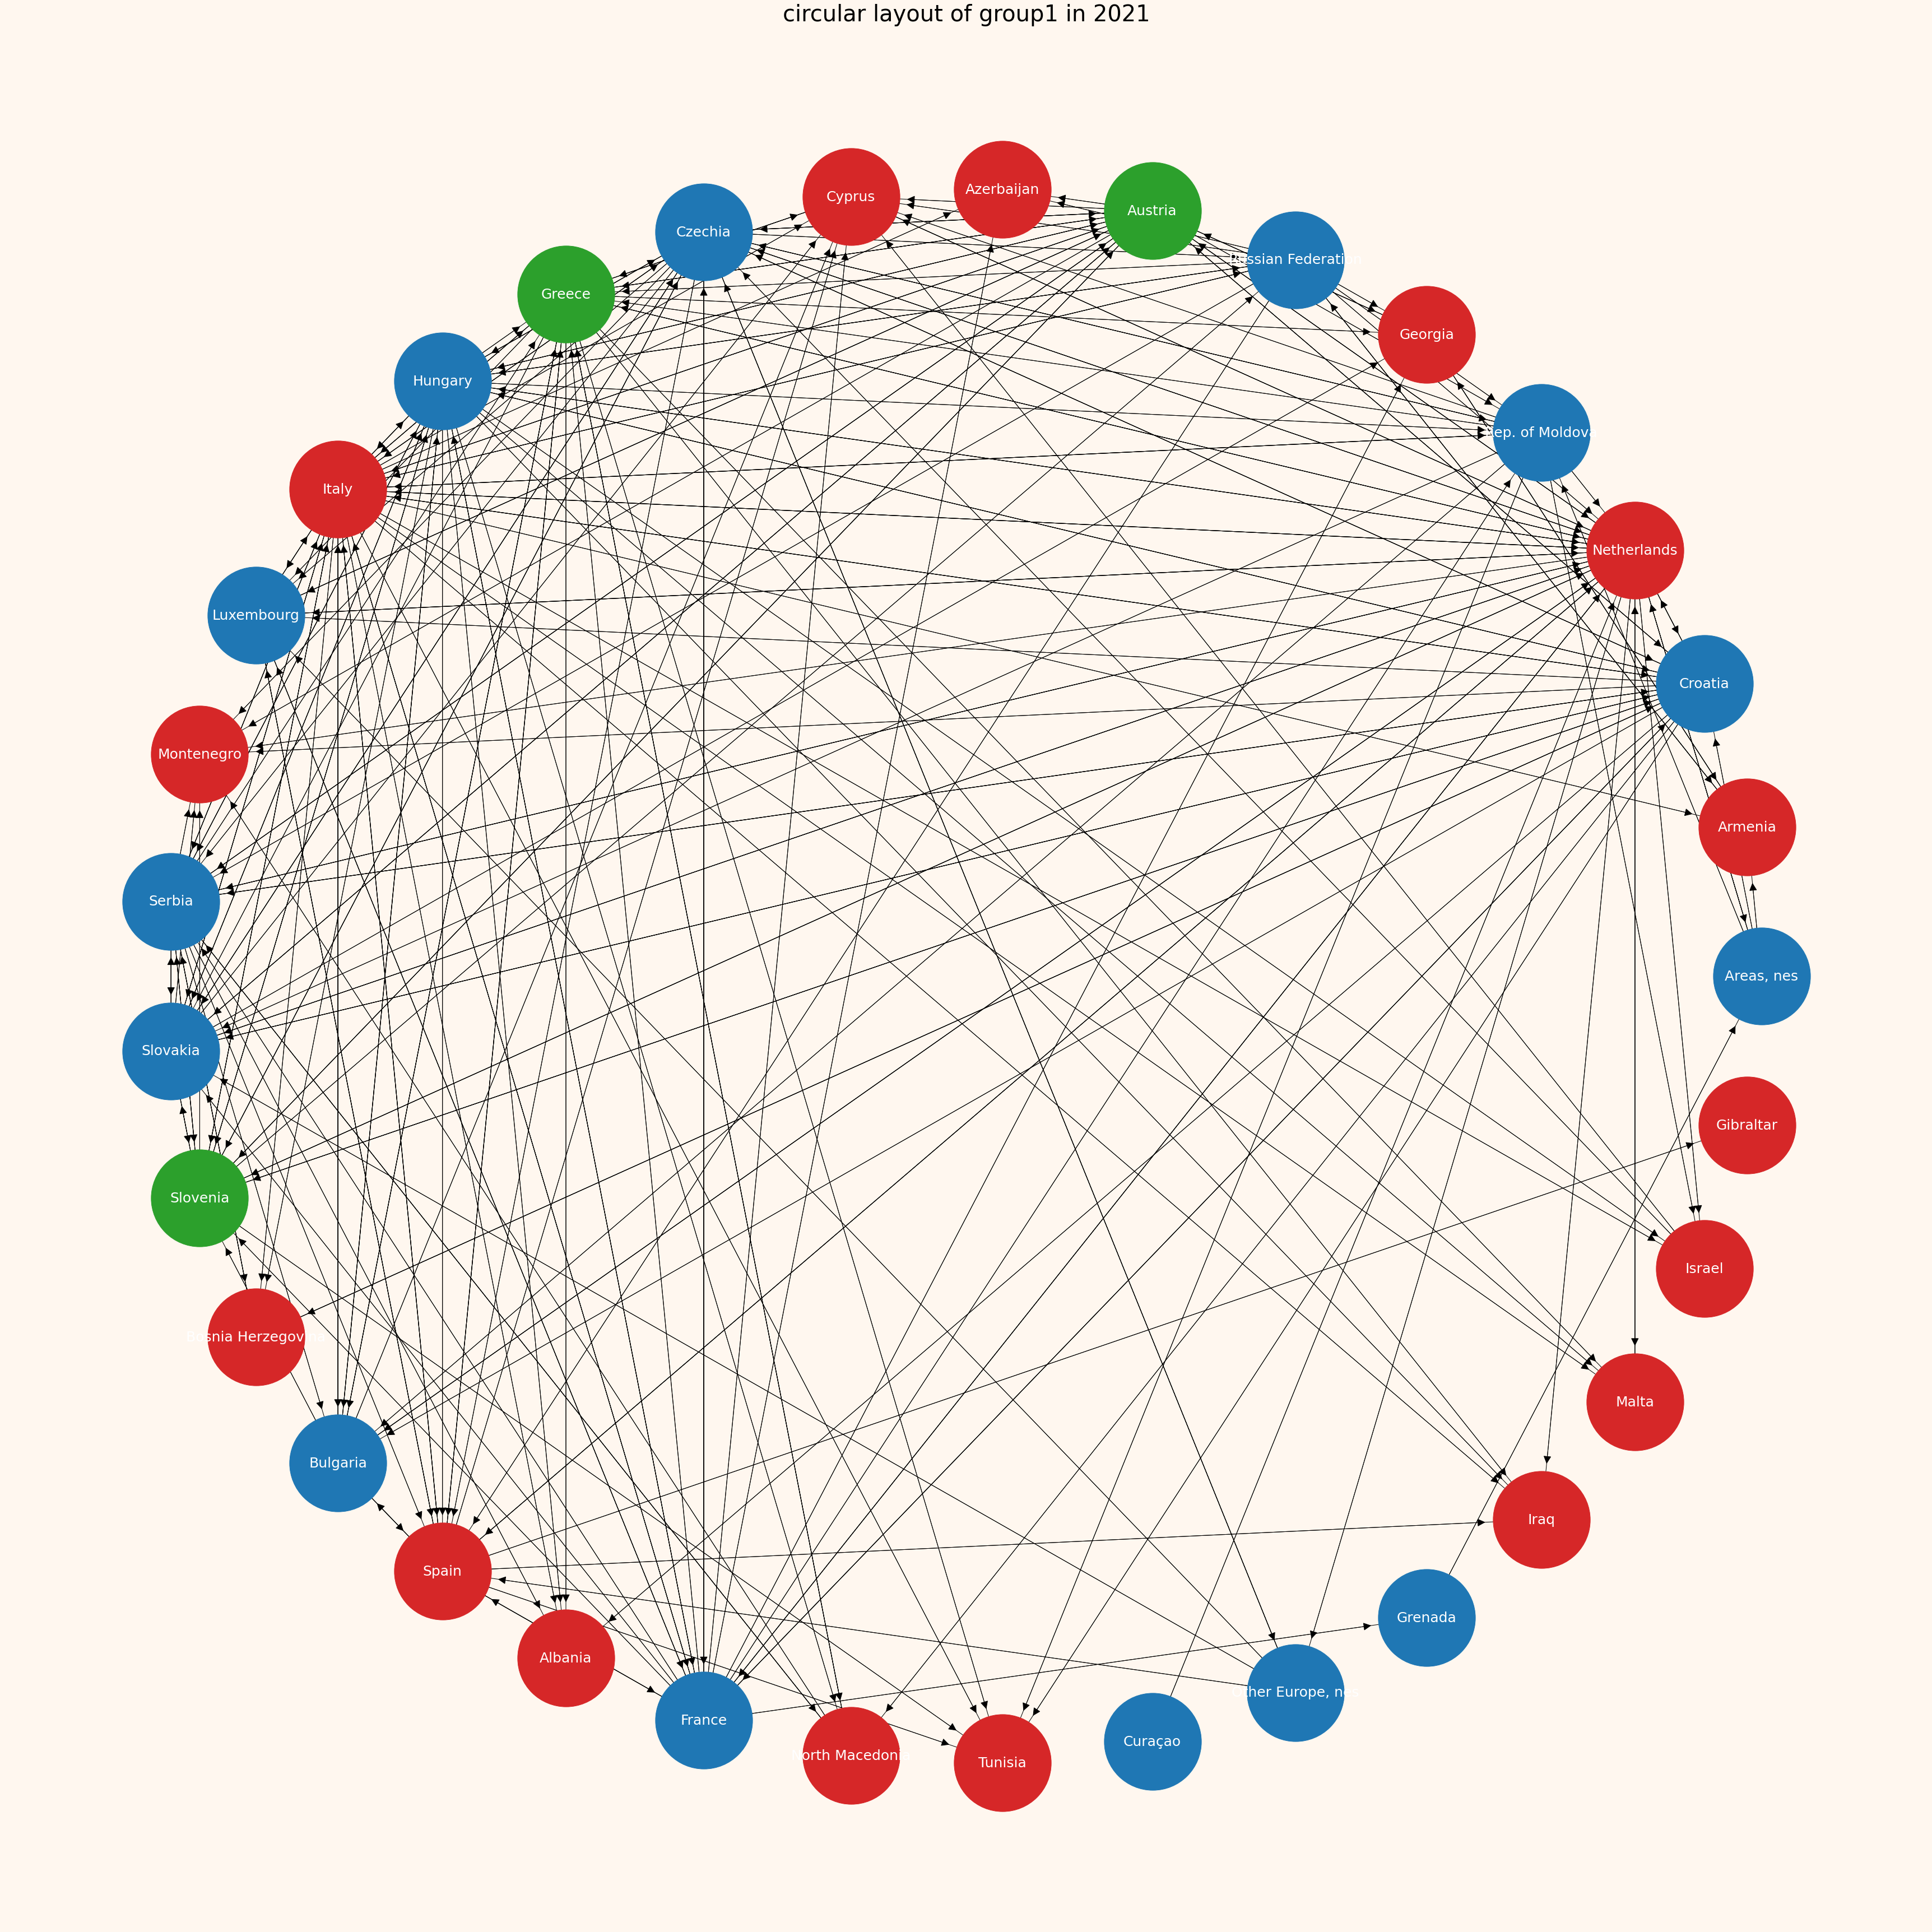 circular layout of group1 in 2021
Azerbaijan
Cyprus
Austria
Czechia
Russian Federation
Greece
Georgia
Hungary
Rep. of Moldova
Italy
Netherlands
Luxembourg
Croatia
Montenegro
Armenia
Serbia
Areas, nes
Slovakia
Gibraltar
Slovenia
Israel
Bosnia Herzegovina
Malta
Bulgaria
Iraq
Spain
Grenada
Albania
Other Europe, nes
France
Curaçao
North Macedonia
Tunisia